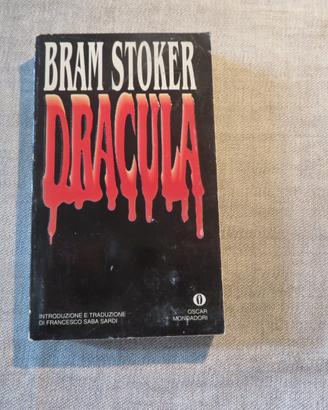 BRAM STOKER
DRACULA
INTRODUZIONE E TRADUZIONE
DI FRANCESCO SABA SARDI
OSCAR
MONDADORI